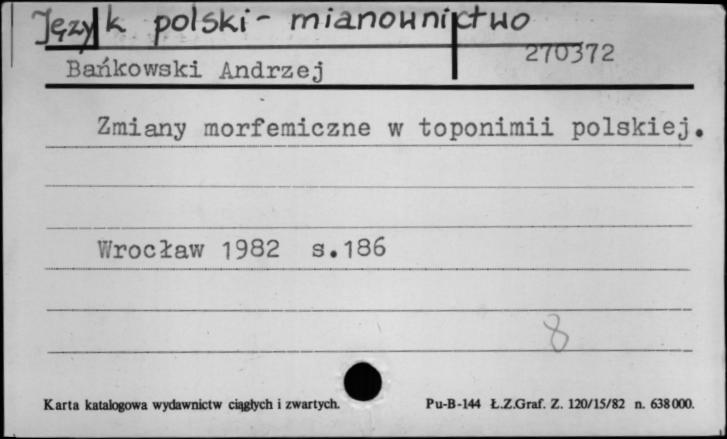 Język polski - mianownictwo
270372
Bańkowski Andrzej
Zmiany morfemiczne w toponimii polskiej.
Wrocław 1982 s.186
8
Karta katalogowa wydawnictw ciągłych i zwartych. Pu-B-144 Ł.Z.Graf. Z. 120/15/82 n. 638000.